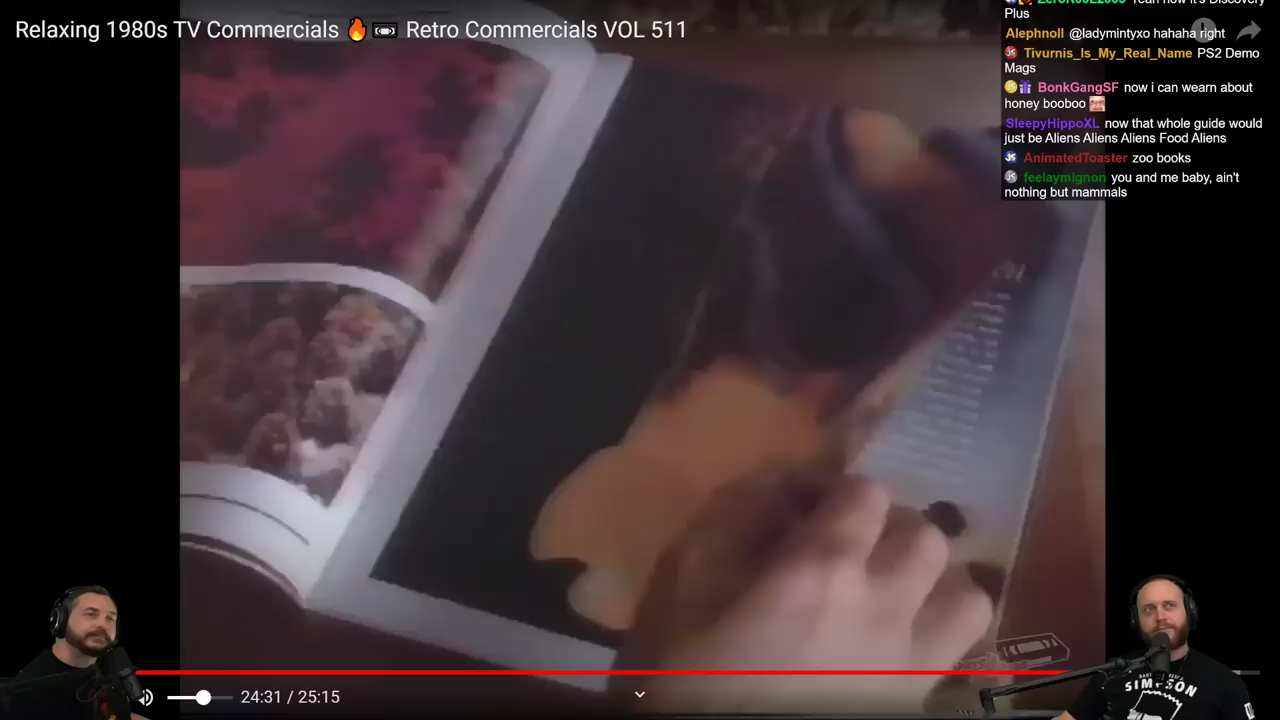 Relaxing 1980s TV Commercials 🔥📼 Retro Commercials VOL 511
Plus
Alephnoll @ladymintyxo hahaha right
Tivurnis_Is_My_Real_Name PS2 Demo
Mags
BonkGangSF now i can wearn about
honey booboo
SleepyHippoXL now that whole guide would
just be Aliens Aliens Aliens Food Aliens
AnimatedToaster zoo books
feelaymignon you and me baby, ain't
nothing but mammals
24:31 / 25:15
SIMPSON